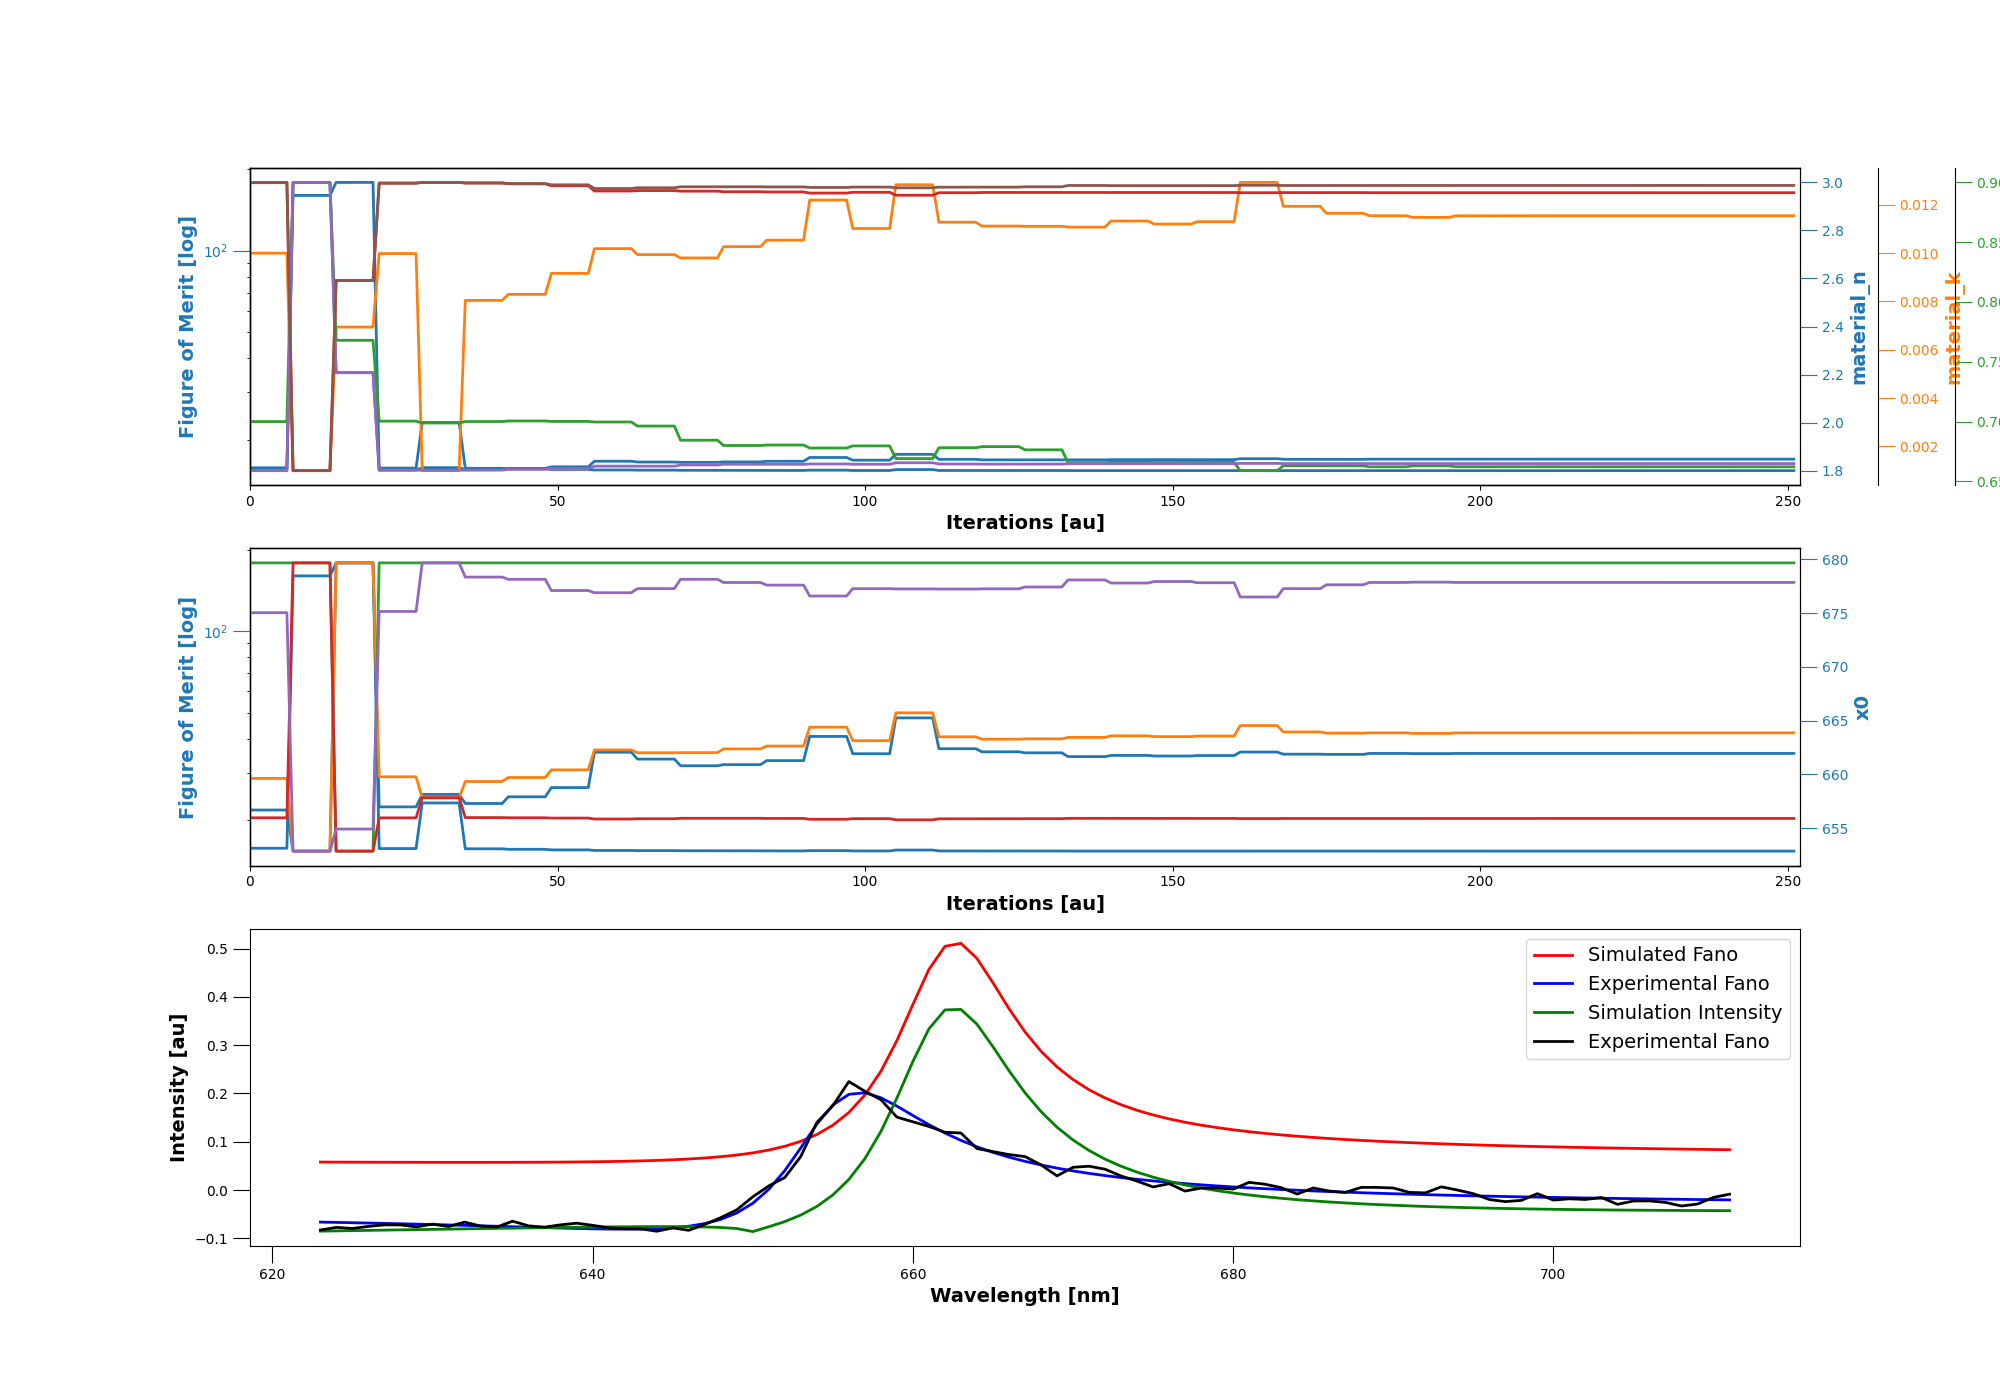 Figure of Merit [log]
10²
3.0
2.8
2.6
2.4
2.2
2.0
1.8
material_n
0.012
0.010
0.008
0.006
0.004
0.002
material_k
0 50 100 150 200 250
Iterations [au]
Figure of Merit [log]
10²
680
675
670
665
660
655
x0
0 50 100 150 200 250
Iterations [au]
Intensity [au]
0.5
0.4
0.3
0.2
0.1
0.0
−0.1
Simulated Fano
Experimental Fano
Simulation Intensity
Experimental Fano
620 640 660 680 700
Wavelength [nm]